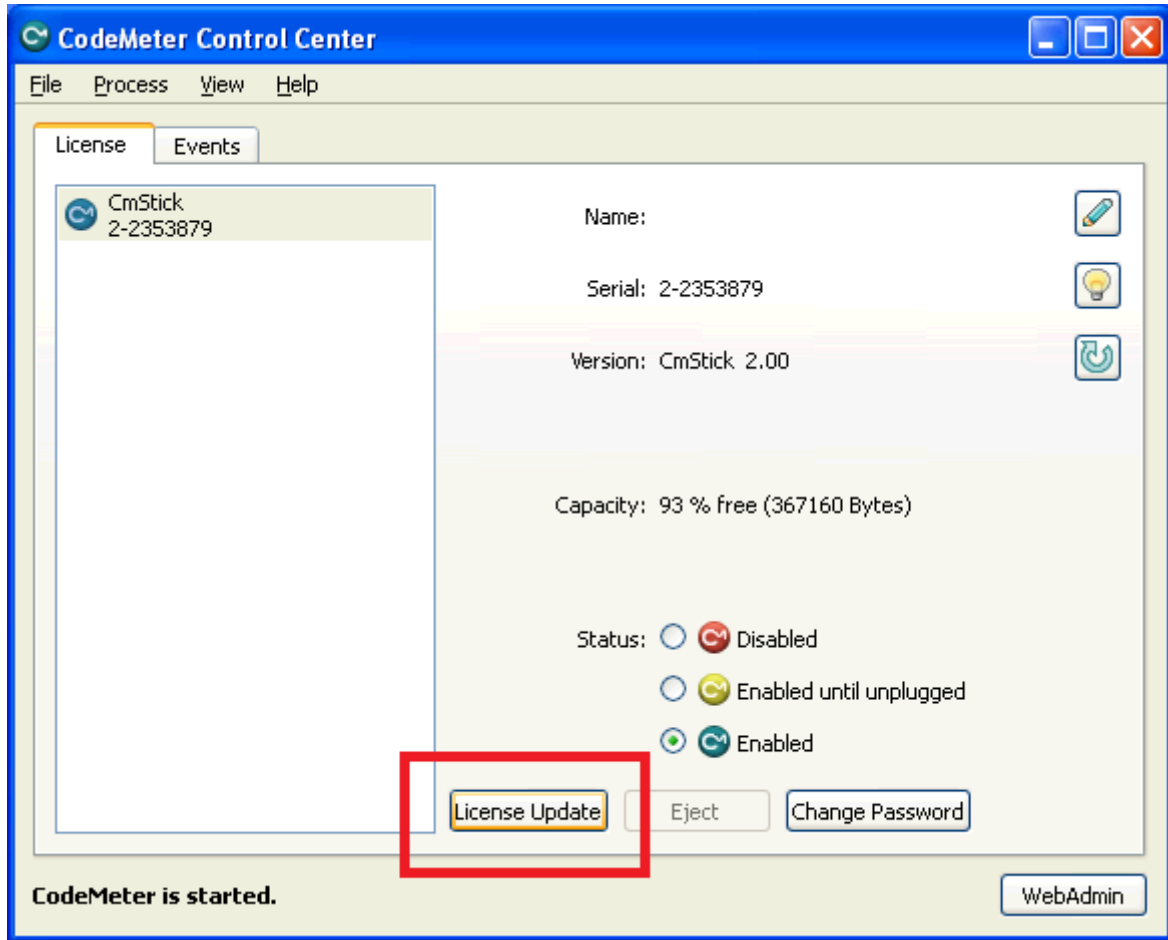 CodeMeter Control Center
File Process View Help
License Events
CmStick
2-2353879
Name:
Serial: 2-2353879
Version: CmStick 2.00
Capacity: 93 % free (367160 Bytes)
Status: Disabled
Enabled until unplugged
Enabled
License Update Eject Change Password
CodeMeter is started. WebAdmin